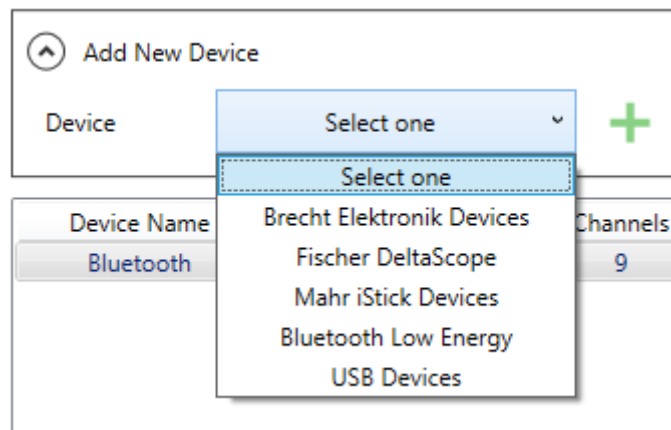 Add New Device
Device Select one
Select one
Brecht Elektronik Devices
Fischer DeltaScope
Mahr iStick Devices
Bluetooth Low Energy
USB Devices
Device Name Channels
Bluetooth 9